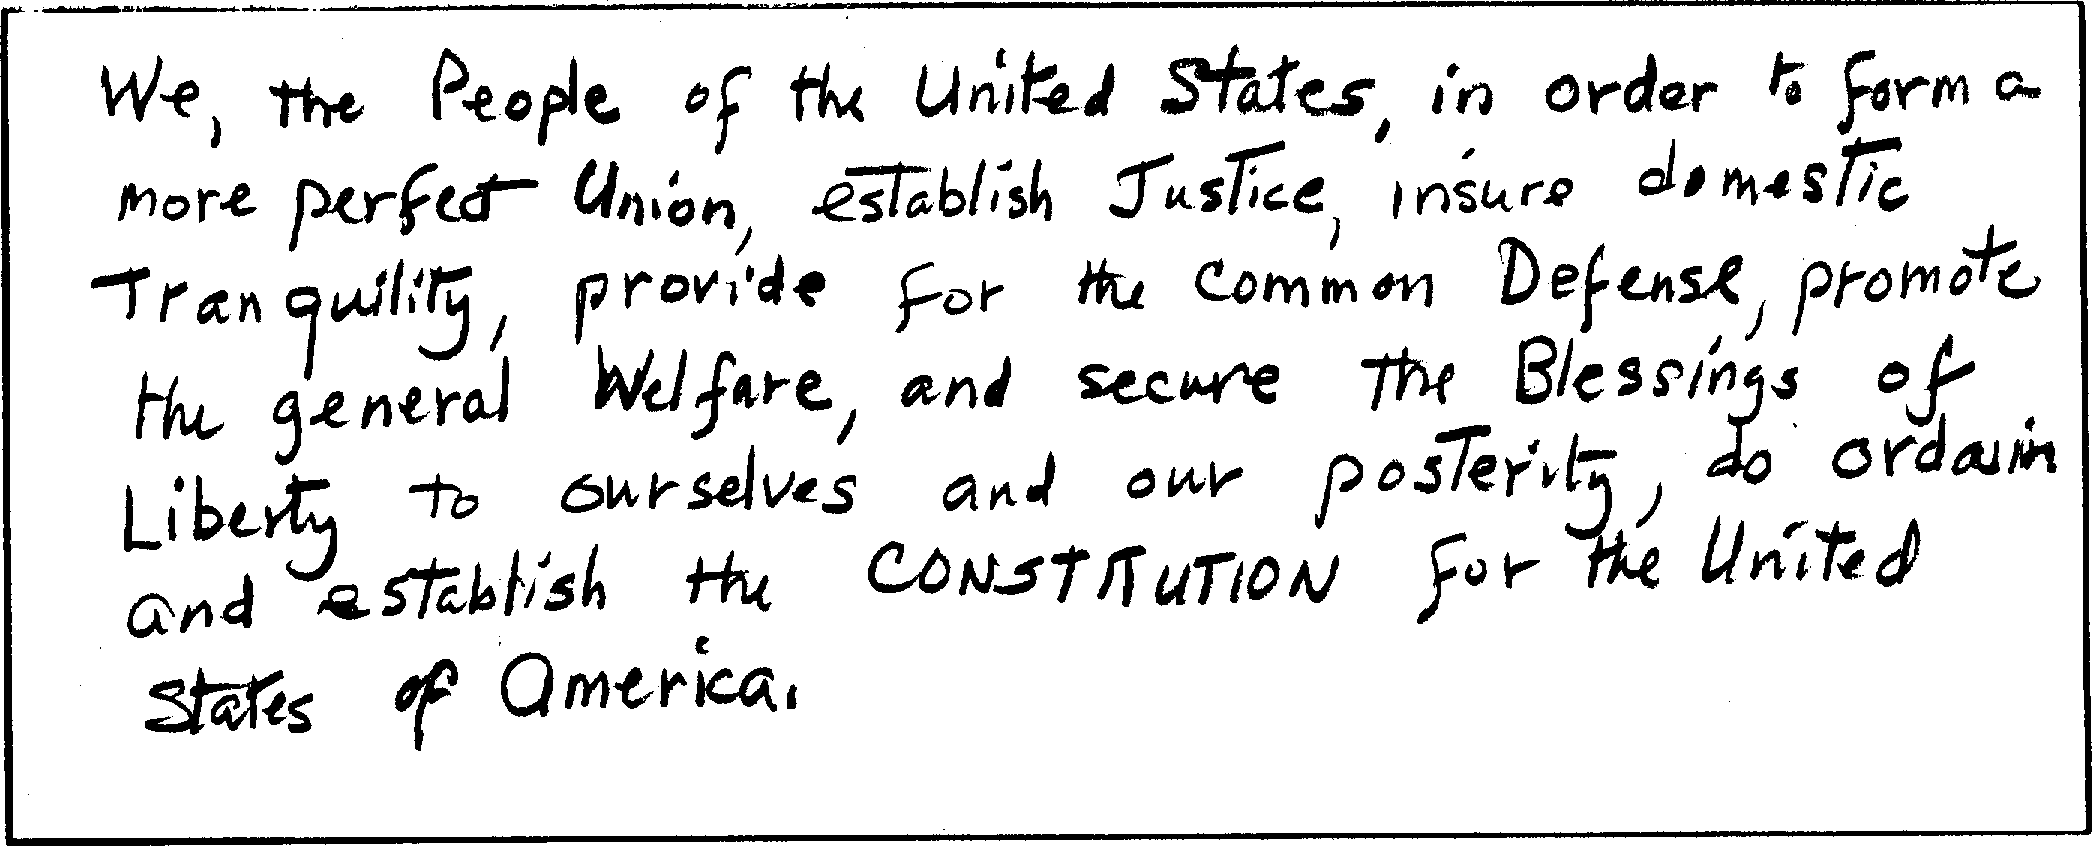 We, the People of the United States, in order to form a
more perfect Union, establish Justice, insure domestic
Tranquility, provide for the common Defense, promote
the general Welfare, and secure the Blessings of
Liberty to ourselves and our posterity, do ordain
and establish the CONSTITUTION for the United
States of America.